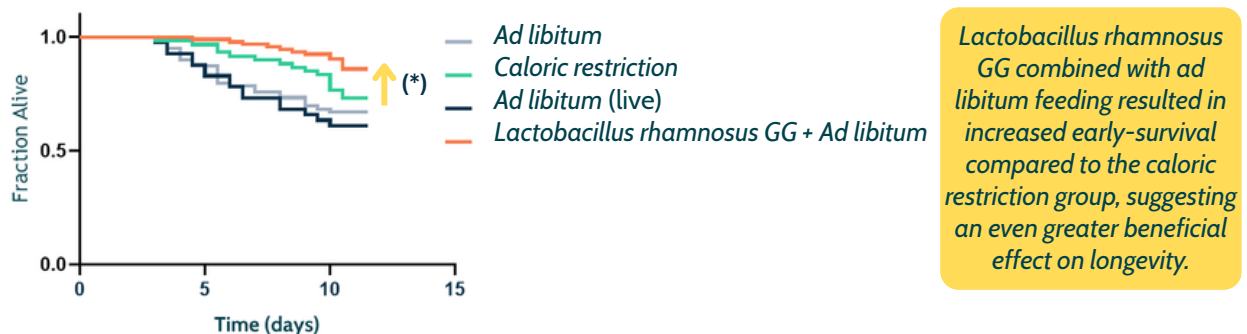 Fraction Alive
1.0
0.5
0.0
0
5
10
15
Time (days)
(*)
Ad libitum
Caloric restriction
Ad libitum (live)
Lactobacillus rhamnosus GG + Ad libitum
Lactobacillus rhamnosus
GG combined with ad
libitum feeding resulted in
increased early-survival
compared to the caloric
restriction group, suggesting
an even greater beneficial
effect on longevity.